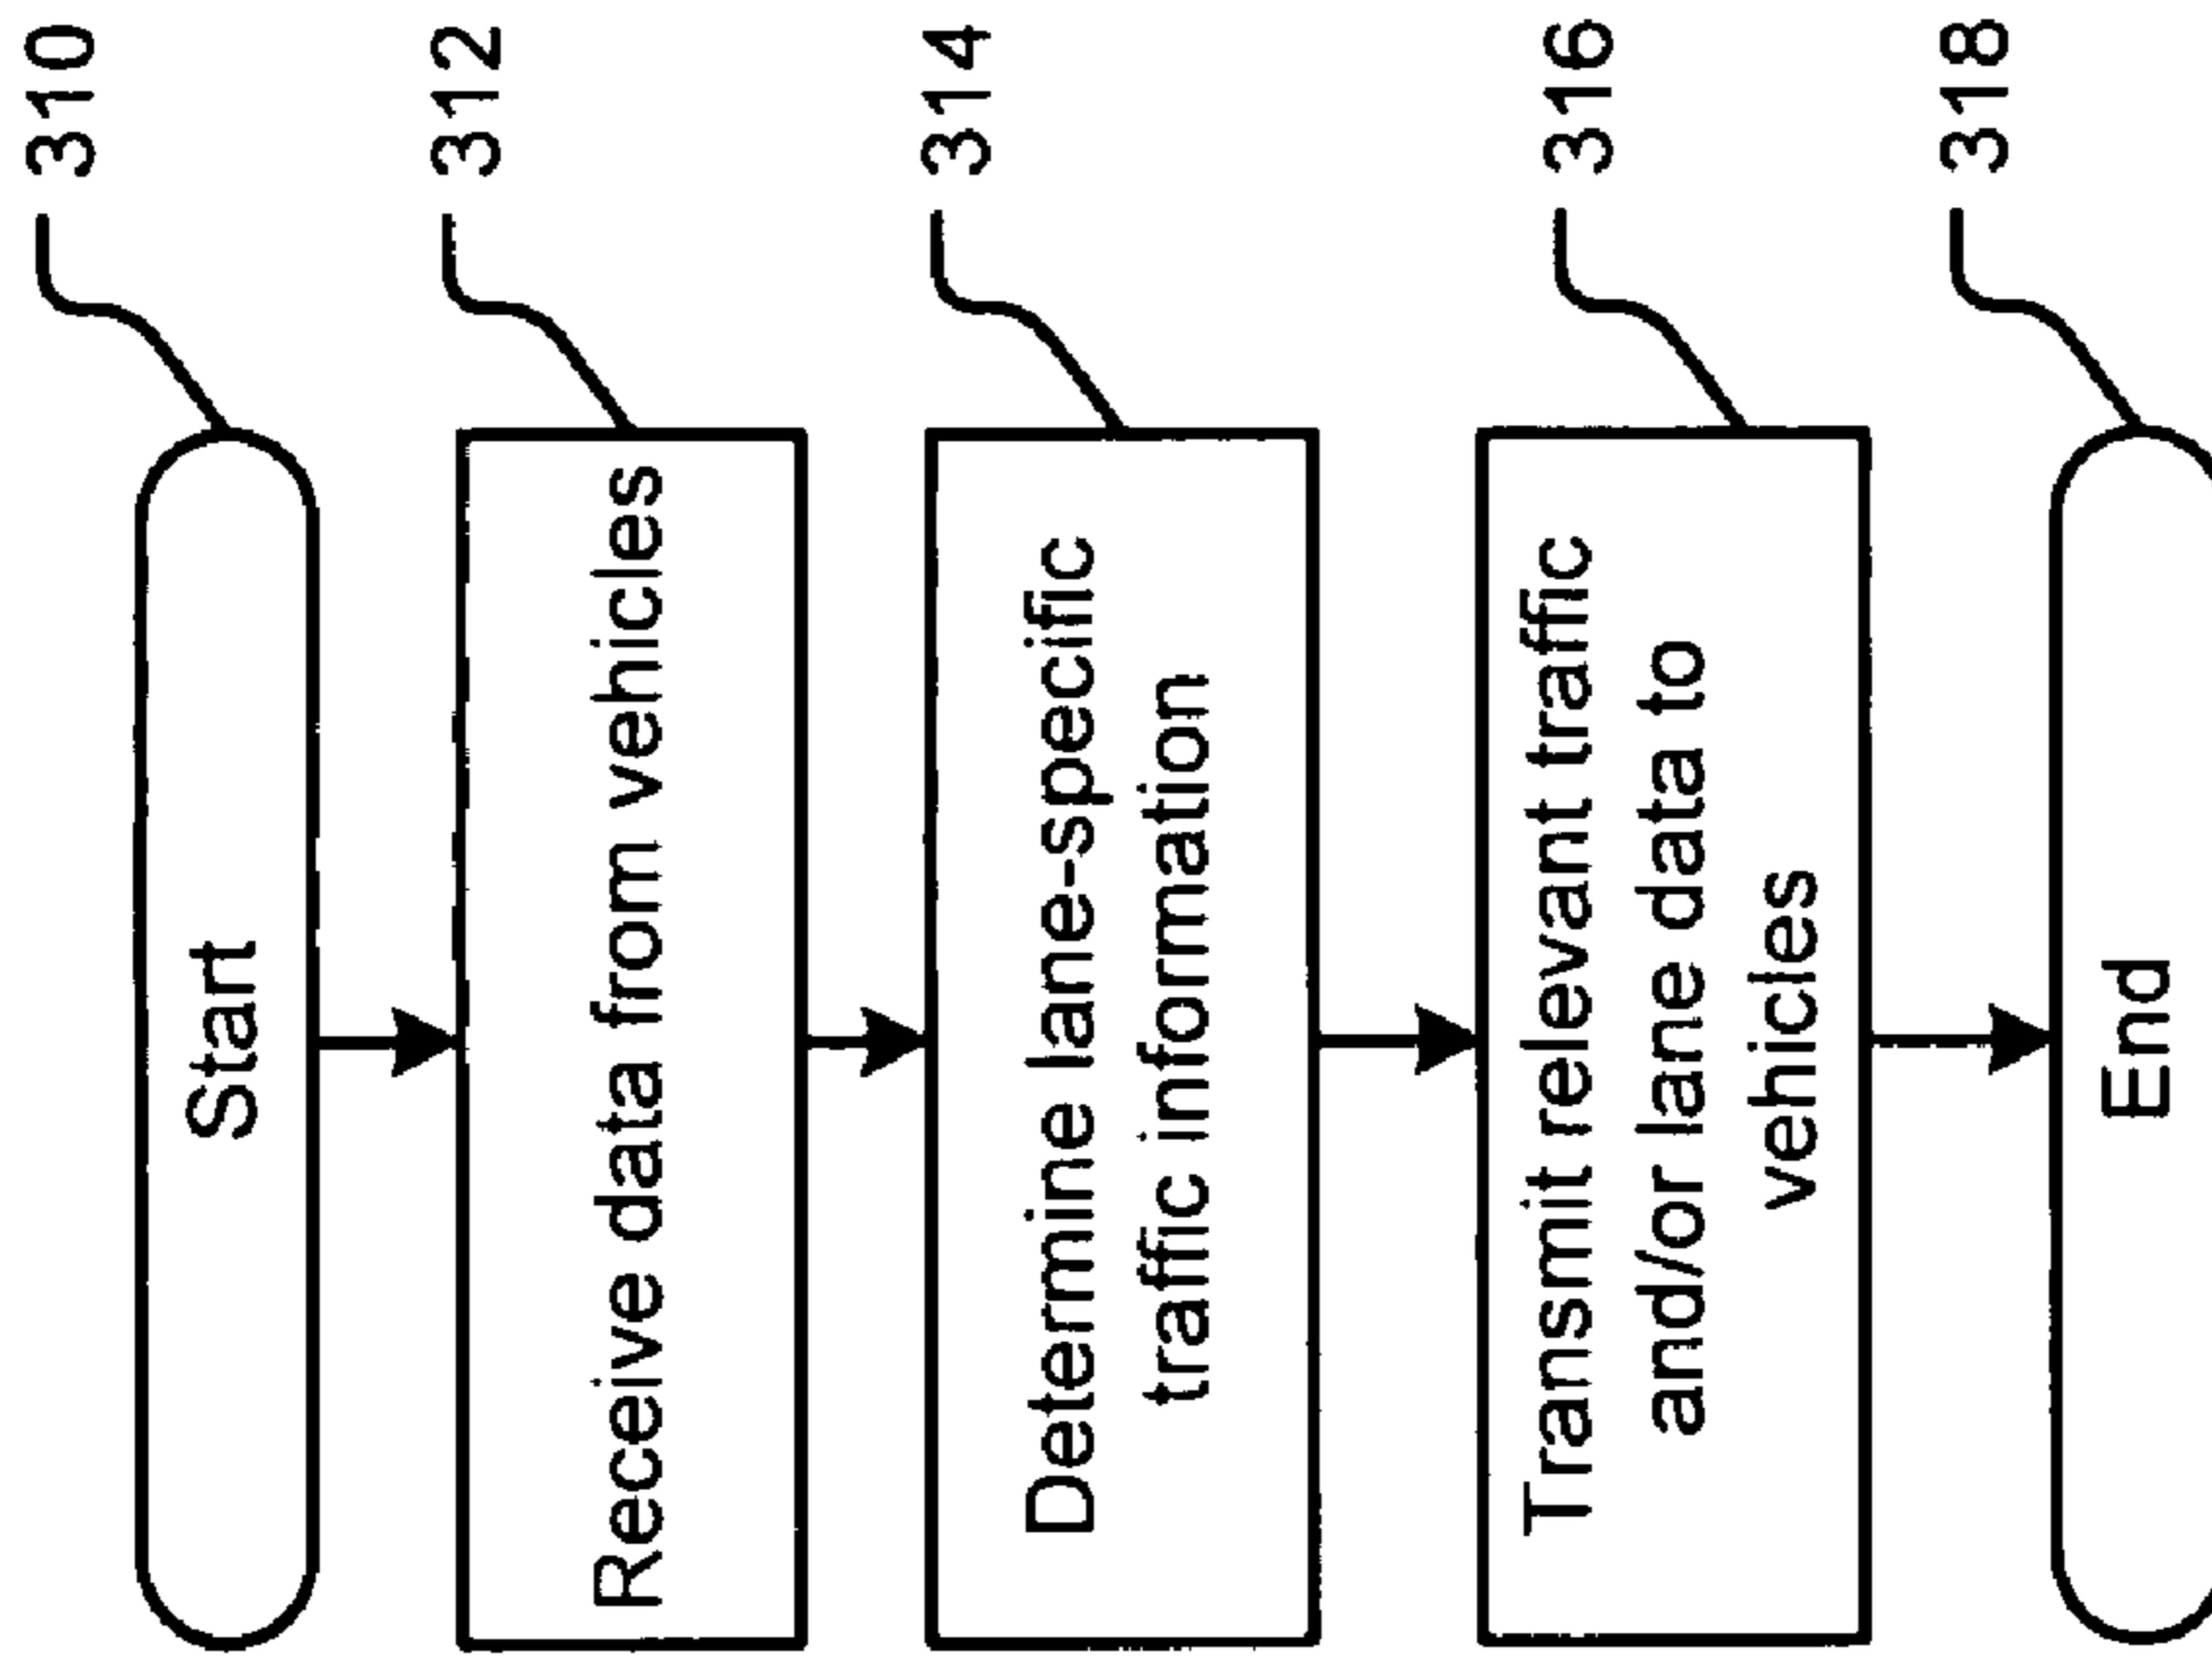 Start
310
Receive data from vehicles
312
Determine lane-specific
traffic information
314
Transmit relevant traffic
and/or lane data to
vehicles
316
End
318